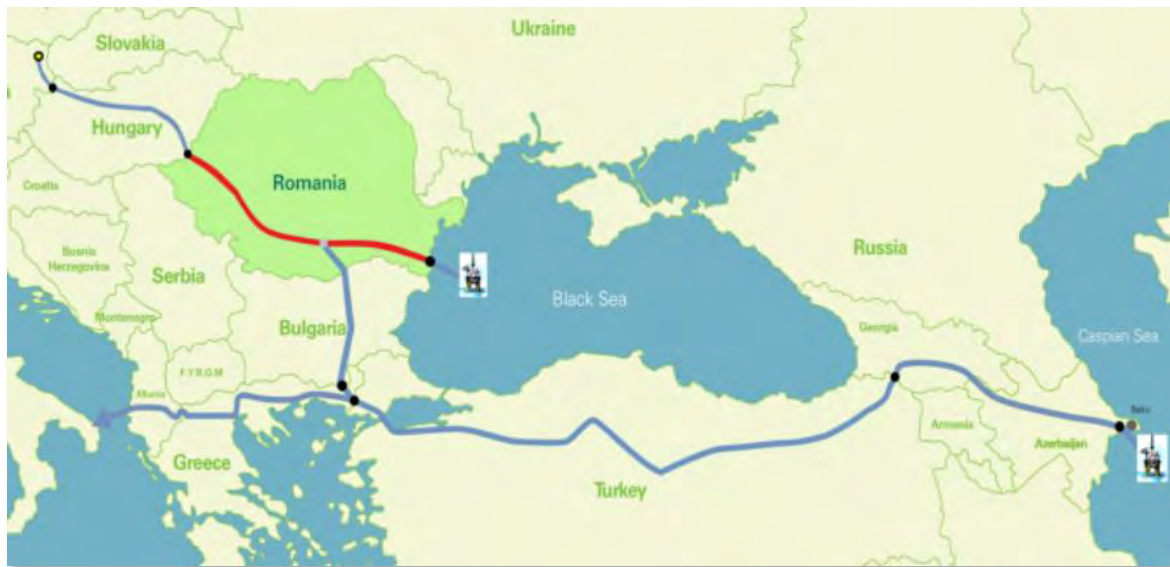 Slovakia
Ukraine
Hungary
Romania
Croatia
Bosnia
Herzegovina
Serbia
Russia
Black Sea
Montenegro
Bulgaria
Georgia
Caspian Sea
F.Y.R.O.M
Albania
Baku
Armenia
Azerbaijan
Greece
Turkey